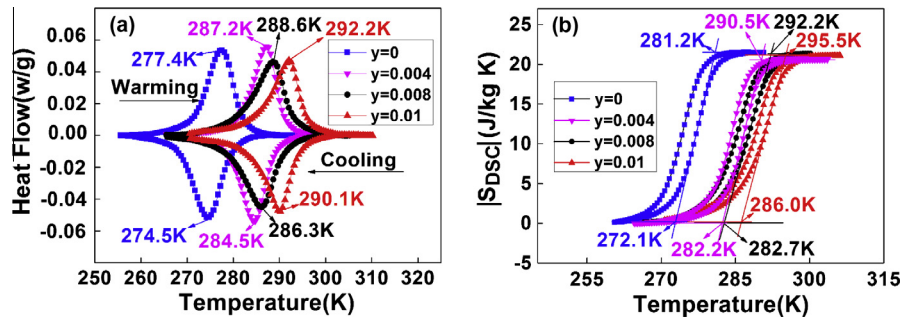 (a)
288.6K
287.2K
292.2K
277.4K
y=0
y=0.004
y=0.008
y=0.01
Warming
Cooling
290.1K
274.5K
284.5K
286.3K
0.06
0.04
0.02
0.00
-0.02
-0.04
-0.06
Heat Flow(w/g)
250 260 270 280 290 300 310 320
Temperature(K)
(b)
290.5K
292.2K
281.2K
295.5K
y=0
y=0.004
y=0.008
y=0.01
286.0K
272.1K
282.2K
282.7K
25
20
15
10
5
0
-5
|SDSC|(J/kg K)
255 270 285 300 315
Temperature(K)